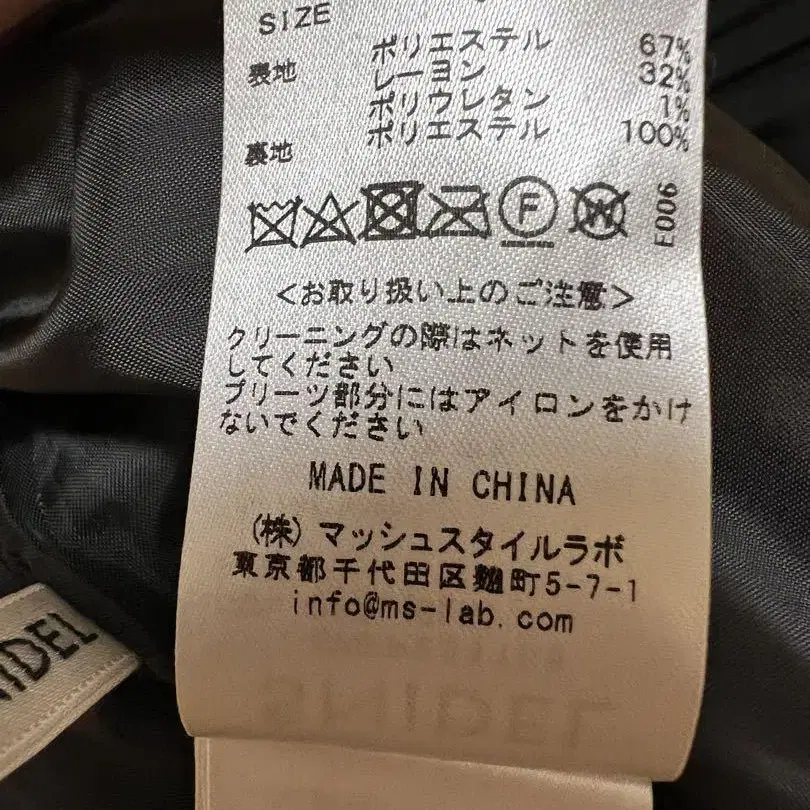 SIZE
表地 ポリエステル 67%
レーヨン 32%
ポリウレタン 1%
裏地 ポリエステル 100%
F W E006
<お取り扱い上のご注意>
クリーニングの際はネットを使用
してください
プリーツ部分にはアイロンをかけ
ないでください
MADE IN CHINA
(株) マッシュスタイルラボ
東京都千代田区麹町5-7-1
info@ms-lab.com
NIDEL